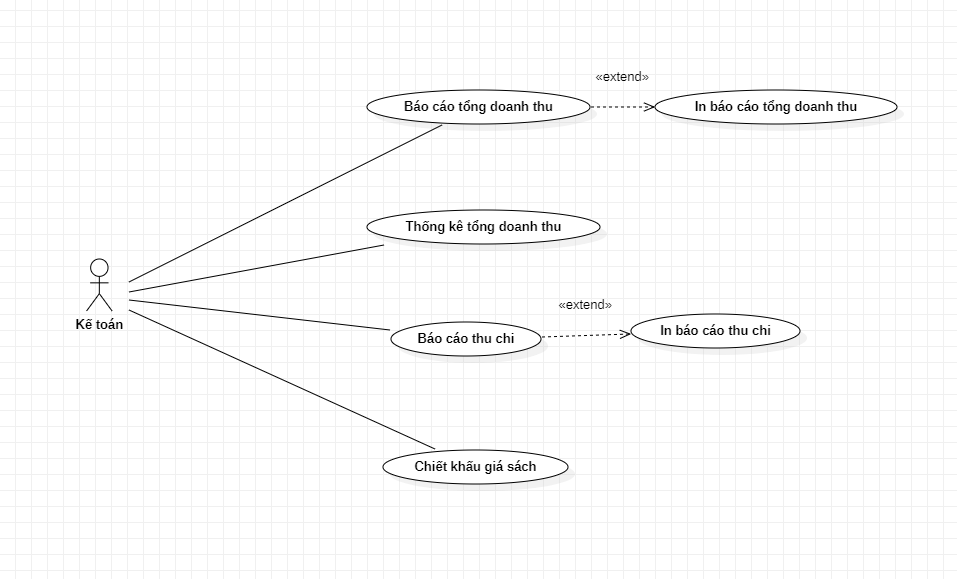 «extend»
Báo cáo tổng doanh thu
In báo cáo tổng doanh thu
Thống kê tổng doanh thu
Kế toán
«extend»
Báo cáo thu chi
In báo cáo thu chi
Chiết khấu giá sách